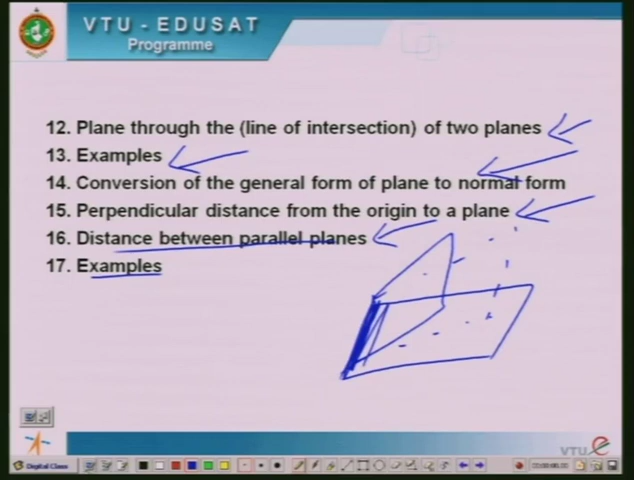 VTU - EDUSAT
Programme
12. Plane through the (line of intersection) of two planes
13. Examples
14. Conversion of the general form of plane to normal form
15. Perpendicular distance from the origin to a plane
16. Distance between parallel planes
17. Examples
VTU e
Digital Class